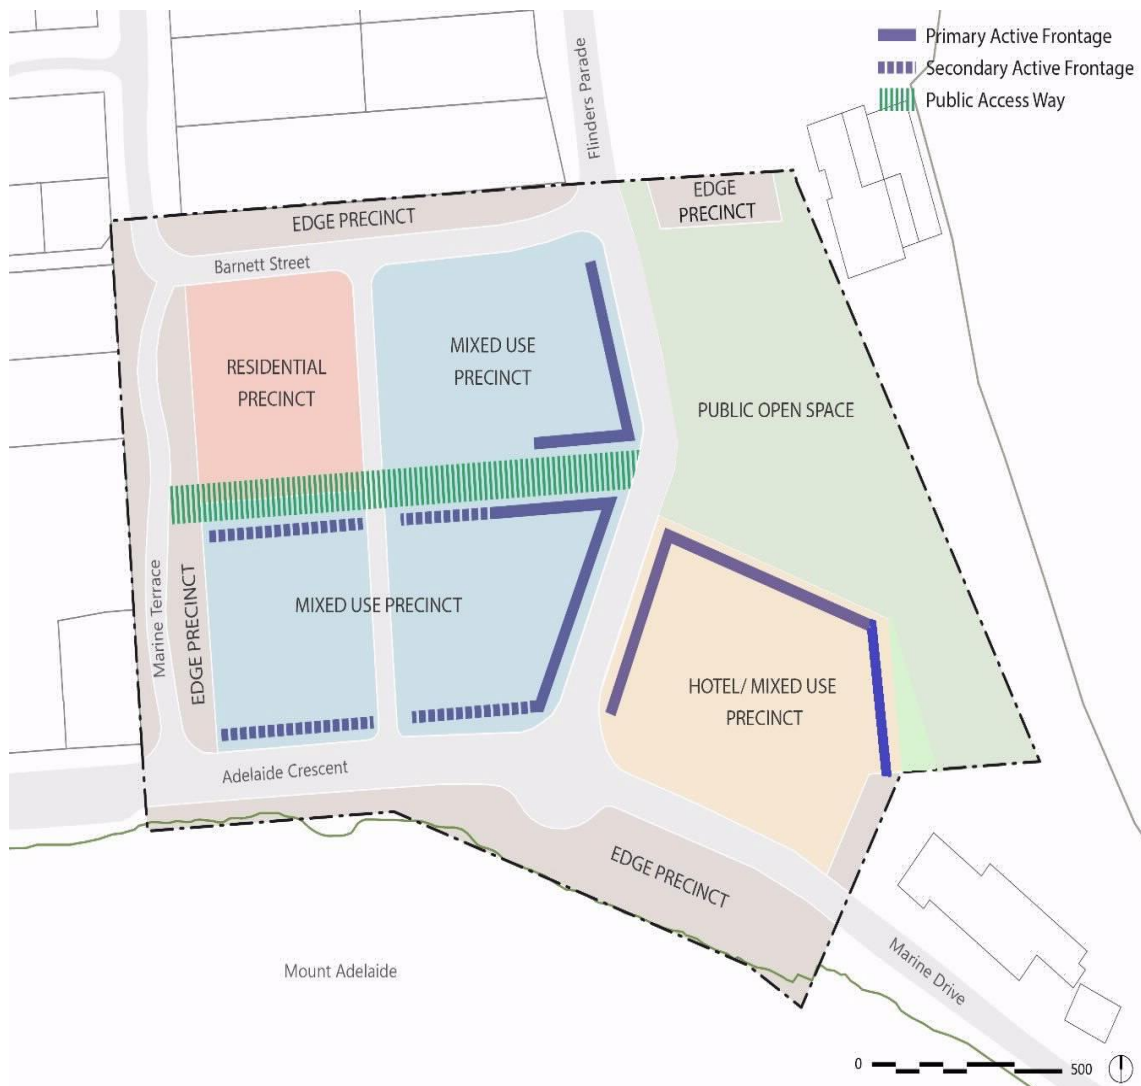 Primary Active Frontage
Secondary Active Frontage
Public Access Way
Flinders Parade
EDGE PRECINCT
EDGE
PRECINCT
Barnett Street
RESIDENTIAL
PRECINCT
MIXED USE
PRECINCT
PUBLIC OPEN SPACE
Marine Terrace
EDGE PRECINCT
MIXED USE PRECINCT
HOTEL/ MIXED USE
PRECINCT
Adelaide Crescent
EDGE PRECINCT
Mount Adelaide
Marine Drive
0
500